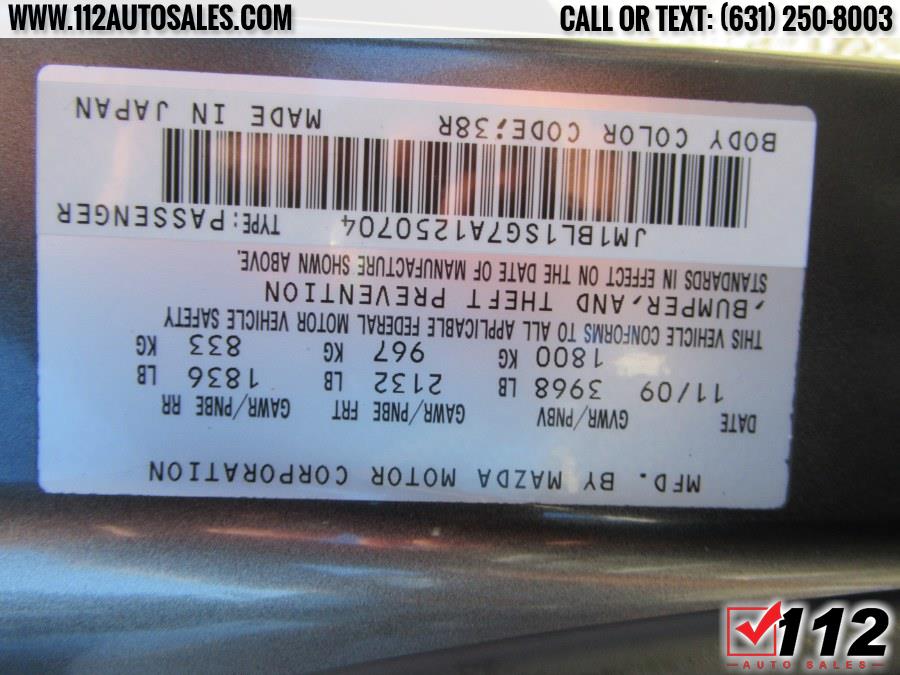 WWW.112AUTOSALES.COM
CALL OR TEXT: (631) 250-8003
MFD. BY MAZDA MOTOR CORPORATION
DATE GVWR/PNBV GAWR/PNBE FRT GAWR/PNBE RR
11/09 3968 LB 2132 LB 1836 LB
1800 KG 967 KG 833 KG
THIS VEHICLE CONFORMS TO ALL APPLICABLE FEDERAL MOTOR VEHICLE SAFETY
,BUMPER,AND THEFT PREVENTION
STANDARDS IN EFFECT ON THE DATE OF MANUFACTURE SHOWN ABOVE.
JM1BL1SG7A1250704 TYPE:PASSENGER
BODY COLOR CODE:38R MADE IN JAPAN
112
AUTO SALES